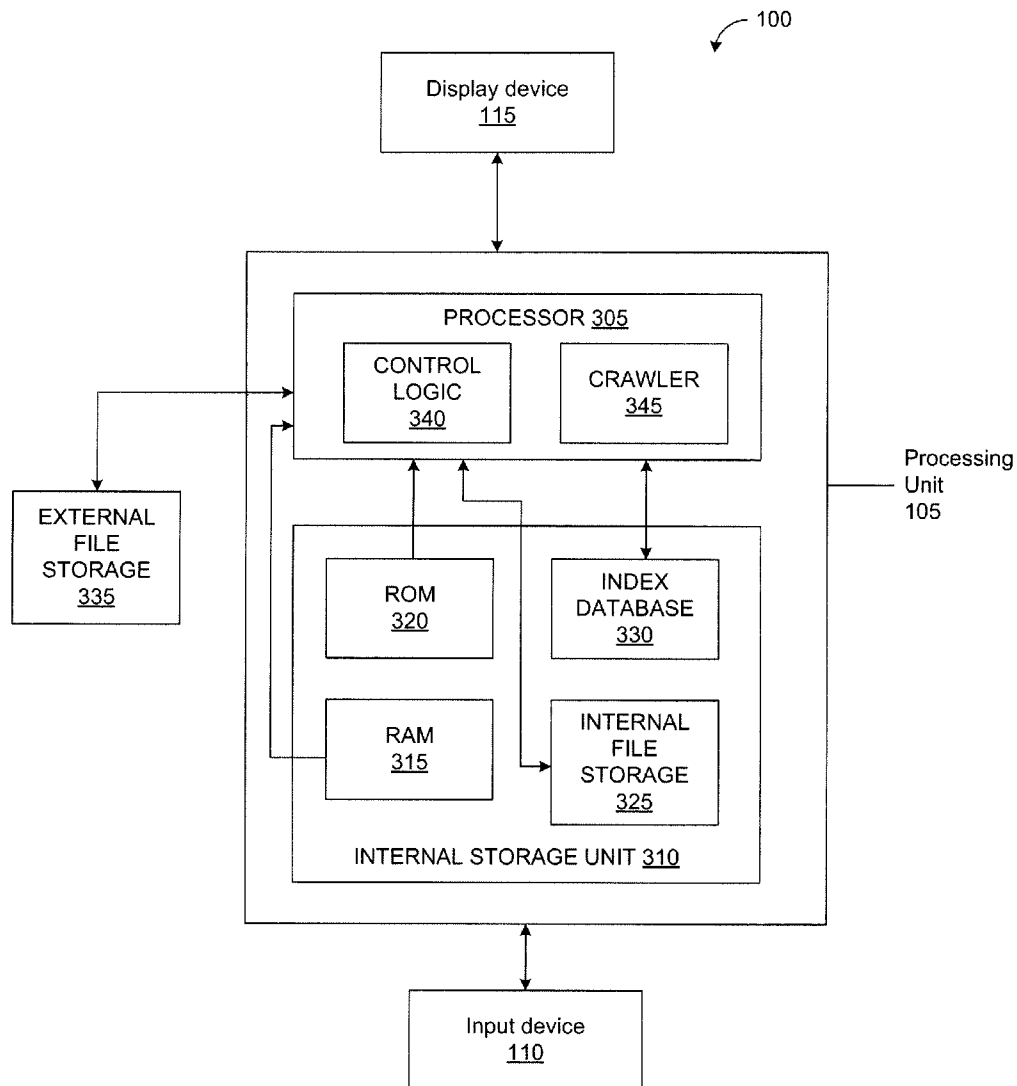 100
Display device
115
PROCESSOR 305
CONTROL
LOGIC
340
CRAWLER
345
Processing
Unit
105
EXTERNAL
FILE
STORAGE
335
ROM
320
INDEX
DATABASE
330
RAM
315
INTERNAL
FILE
STORAGE
325
INTERNAL STORAGE UNIT 310
Input device
110